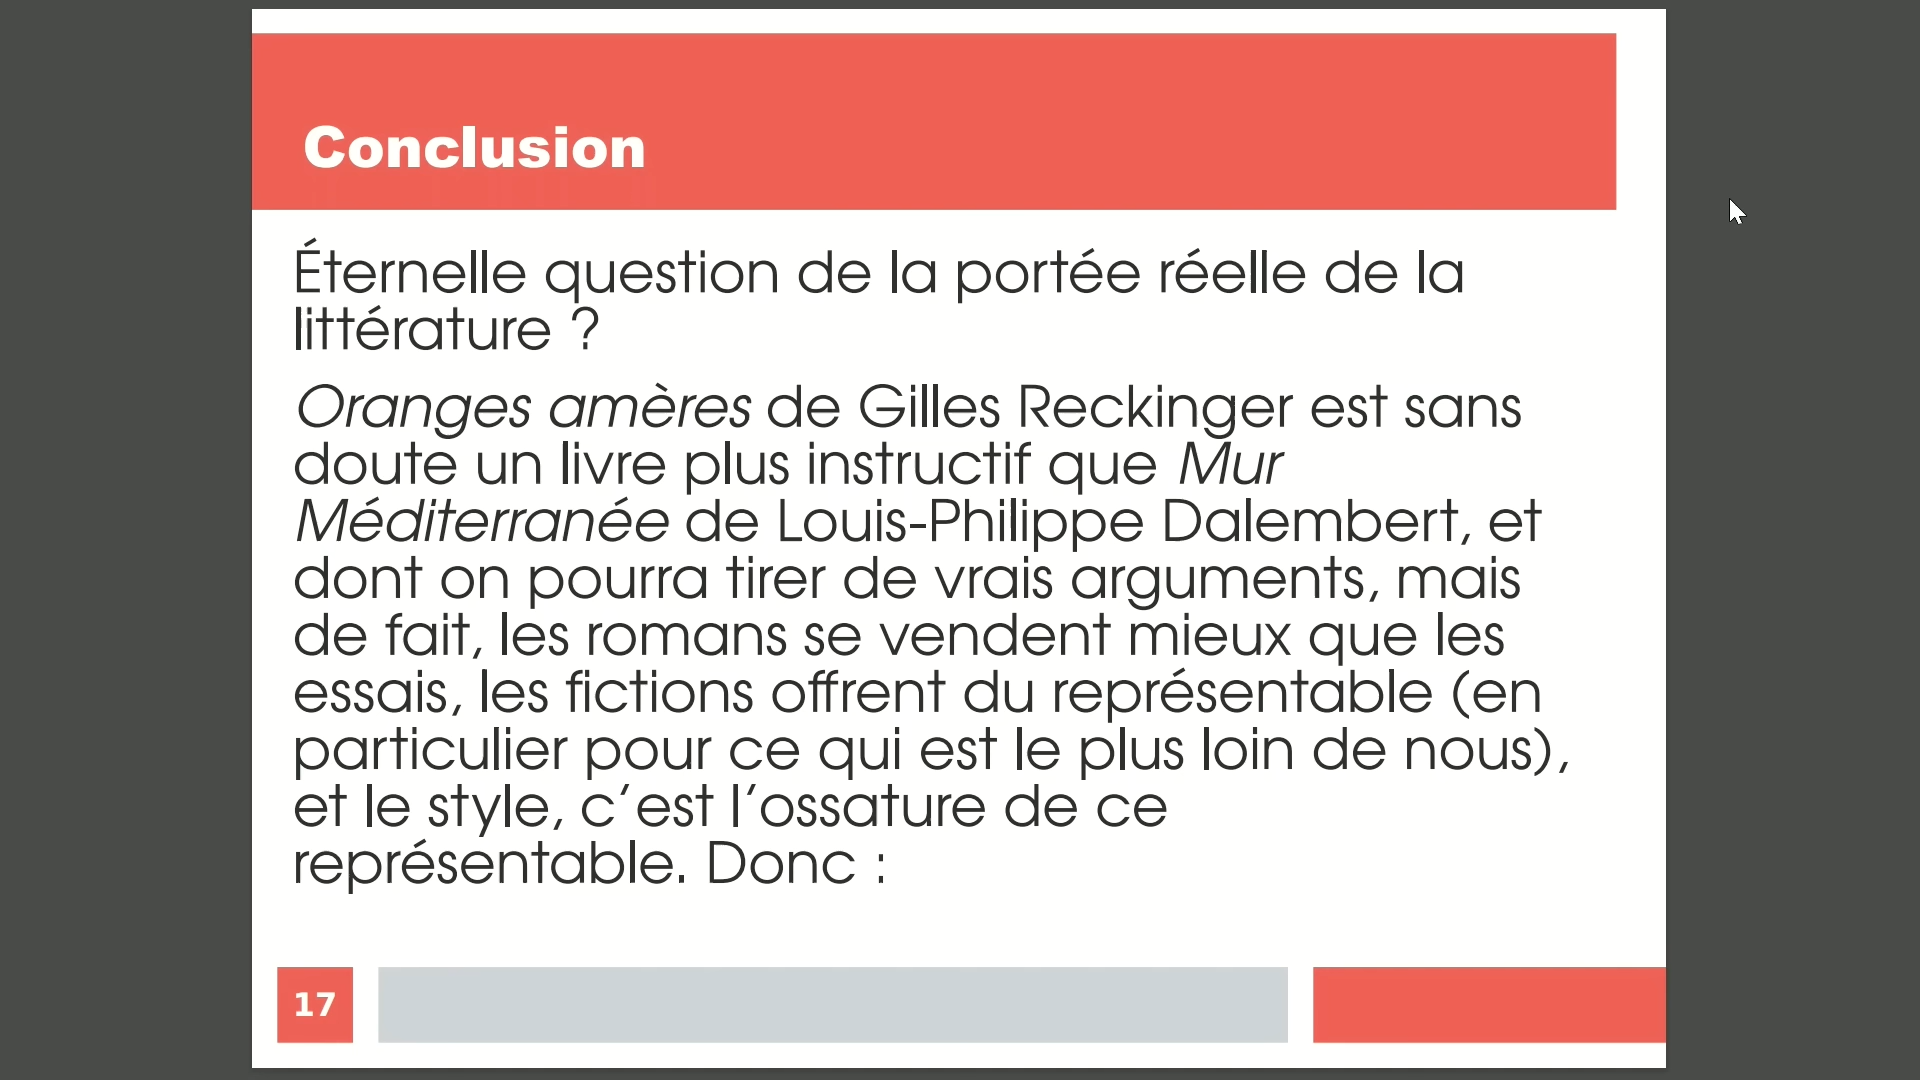 Conclusion
Éternelle question de la portée réelle de la
littérature ?
Oranges amères de Gilles Reckinger est sans
doute un livre plus instructif que Mur
Méditerranée de Louis-Philippe Dalembert, et
dont on pourra tirer de vrais arguments, mais
de fait, les romans se vendent mieux que les
essais, les fictions offrent du représentable (en
particulier pour ce qui est le plus loin de nous),
et le style, c’est l’ossature de ce
représentable. Donc :
17